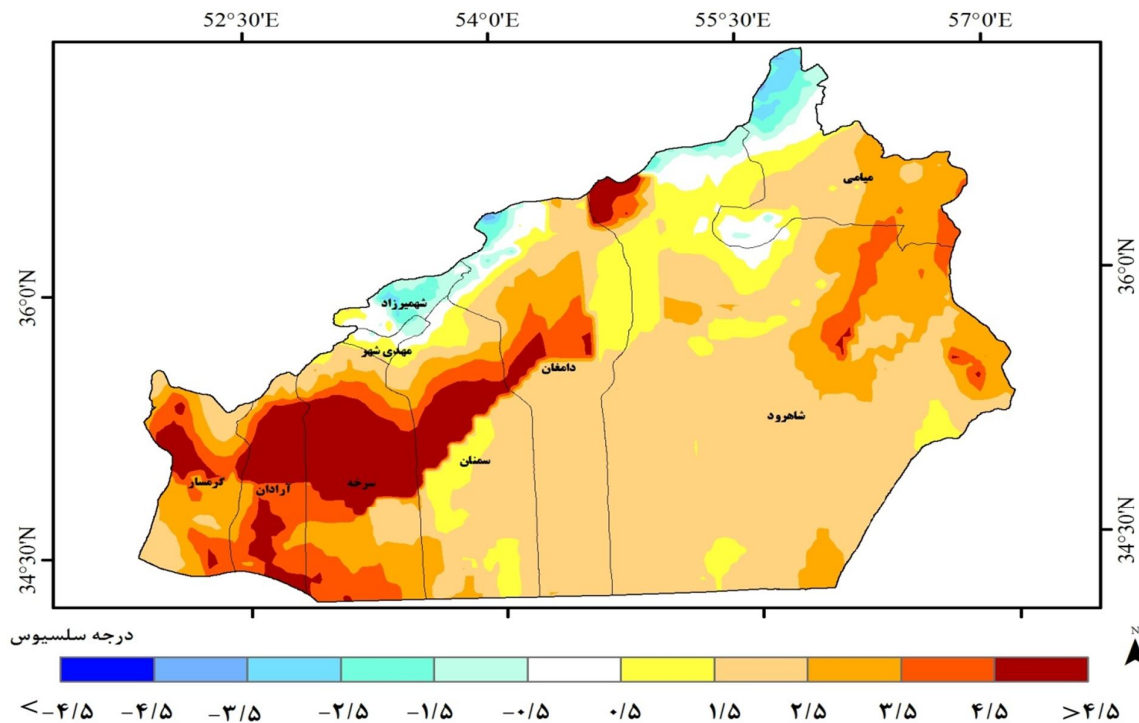 52°30'E 54°0'E 55°30'E 57°0'E
میامی
36°0'N 36°0'N
شهمیرزاد
مهدی شهر
دامغان
شاهرود
سمنان
گرمسار آرادان سرخه
34°30'N 34°30'N
درجه سلسیوس
N
<-۴/۵ -۴/۵ -۳/۵ -۲/۵ -۱/۵ -۰/۵ ۰/۵ ۱/۵ ۲/۵ ۳/۵ ۴/۵ >۴/۵